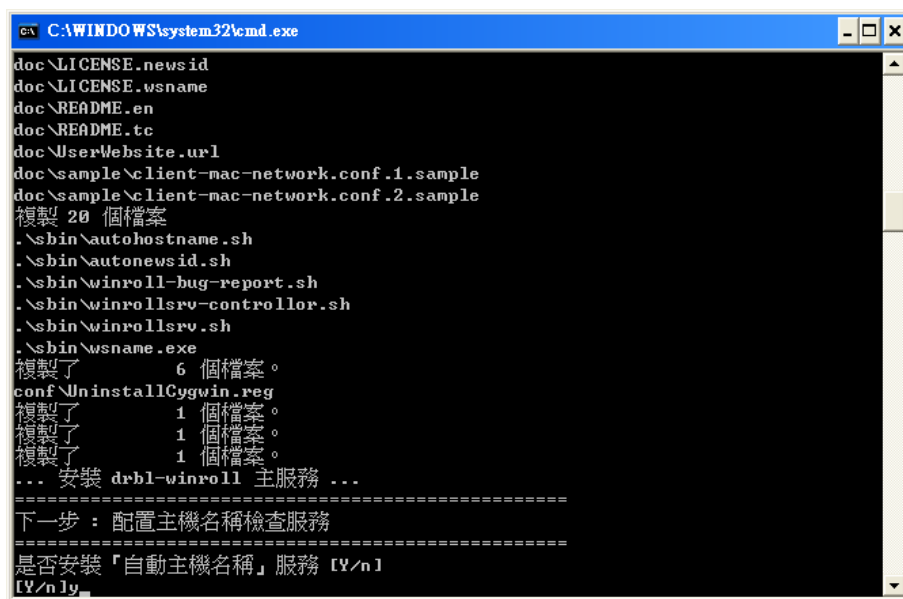 C:\WINDOWS\system32\cmd.exe
doc\LICENSE.newsid
doc\LICENSE.wsname
doc\README.en
doc\README.tc
doc\UserWebsite.url
doc\sample\client-mac-network.conf.1.sample
doc\sample\client-mac-network.conf.2.sample
複製 20 個檔案
.\sbin\autohostname.sh
.\sbin\autonewsid.sh
.\sbin\winroll-bug-report.sh
.\sbin\winrollsrv-controllor.sh
.\sbin\winrollsrv.sh
.\sbin\wsname.exe
複製了         6 個檔案。
conf\UninstallCygwin.reg
複製了         1 個檔案。
複製了         1 個檔案。
複製了         1 個檔案。
... 安裝 drbl-winroll 主服務 ...
===================================================
下一步 : 配置主機名稱檢查服務
===================================================
是否安裝「自動主機名稱」服務 [Y/n]
[Y/n]y_